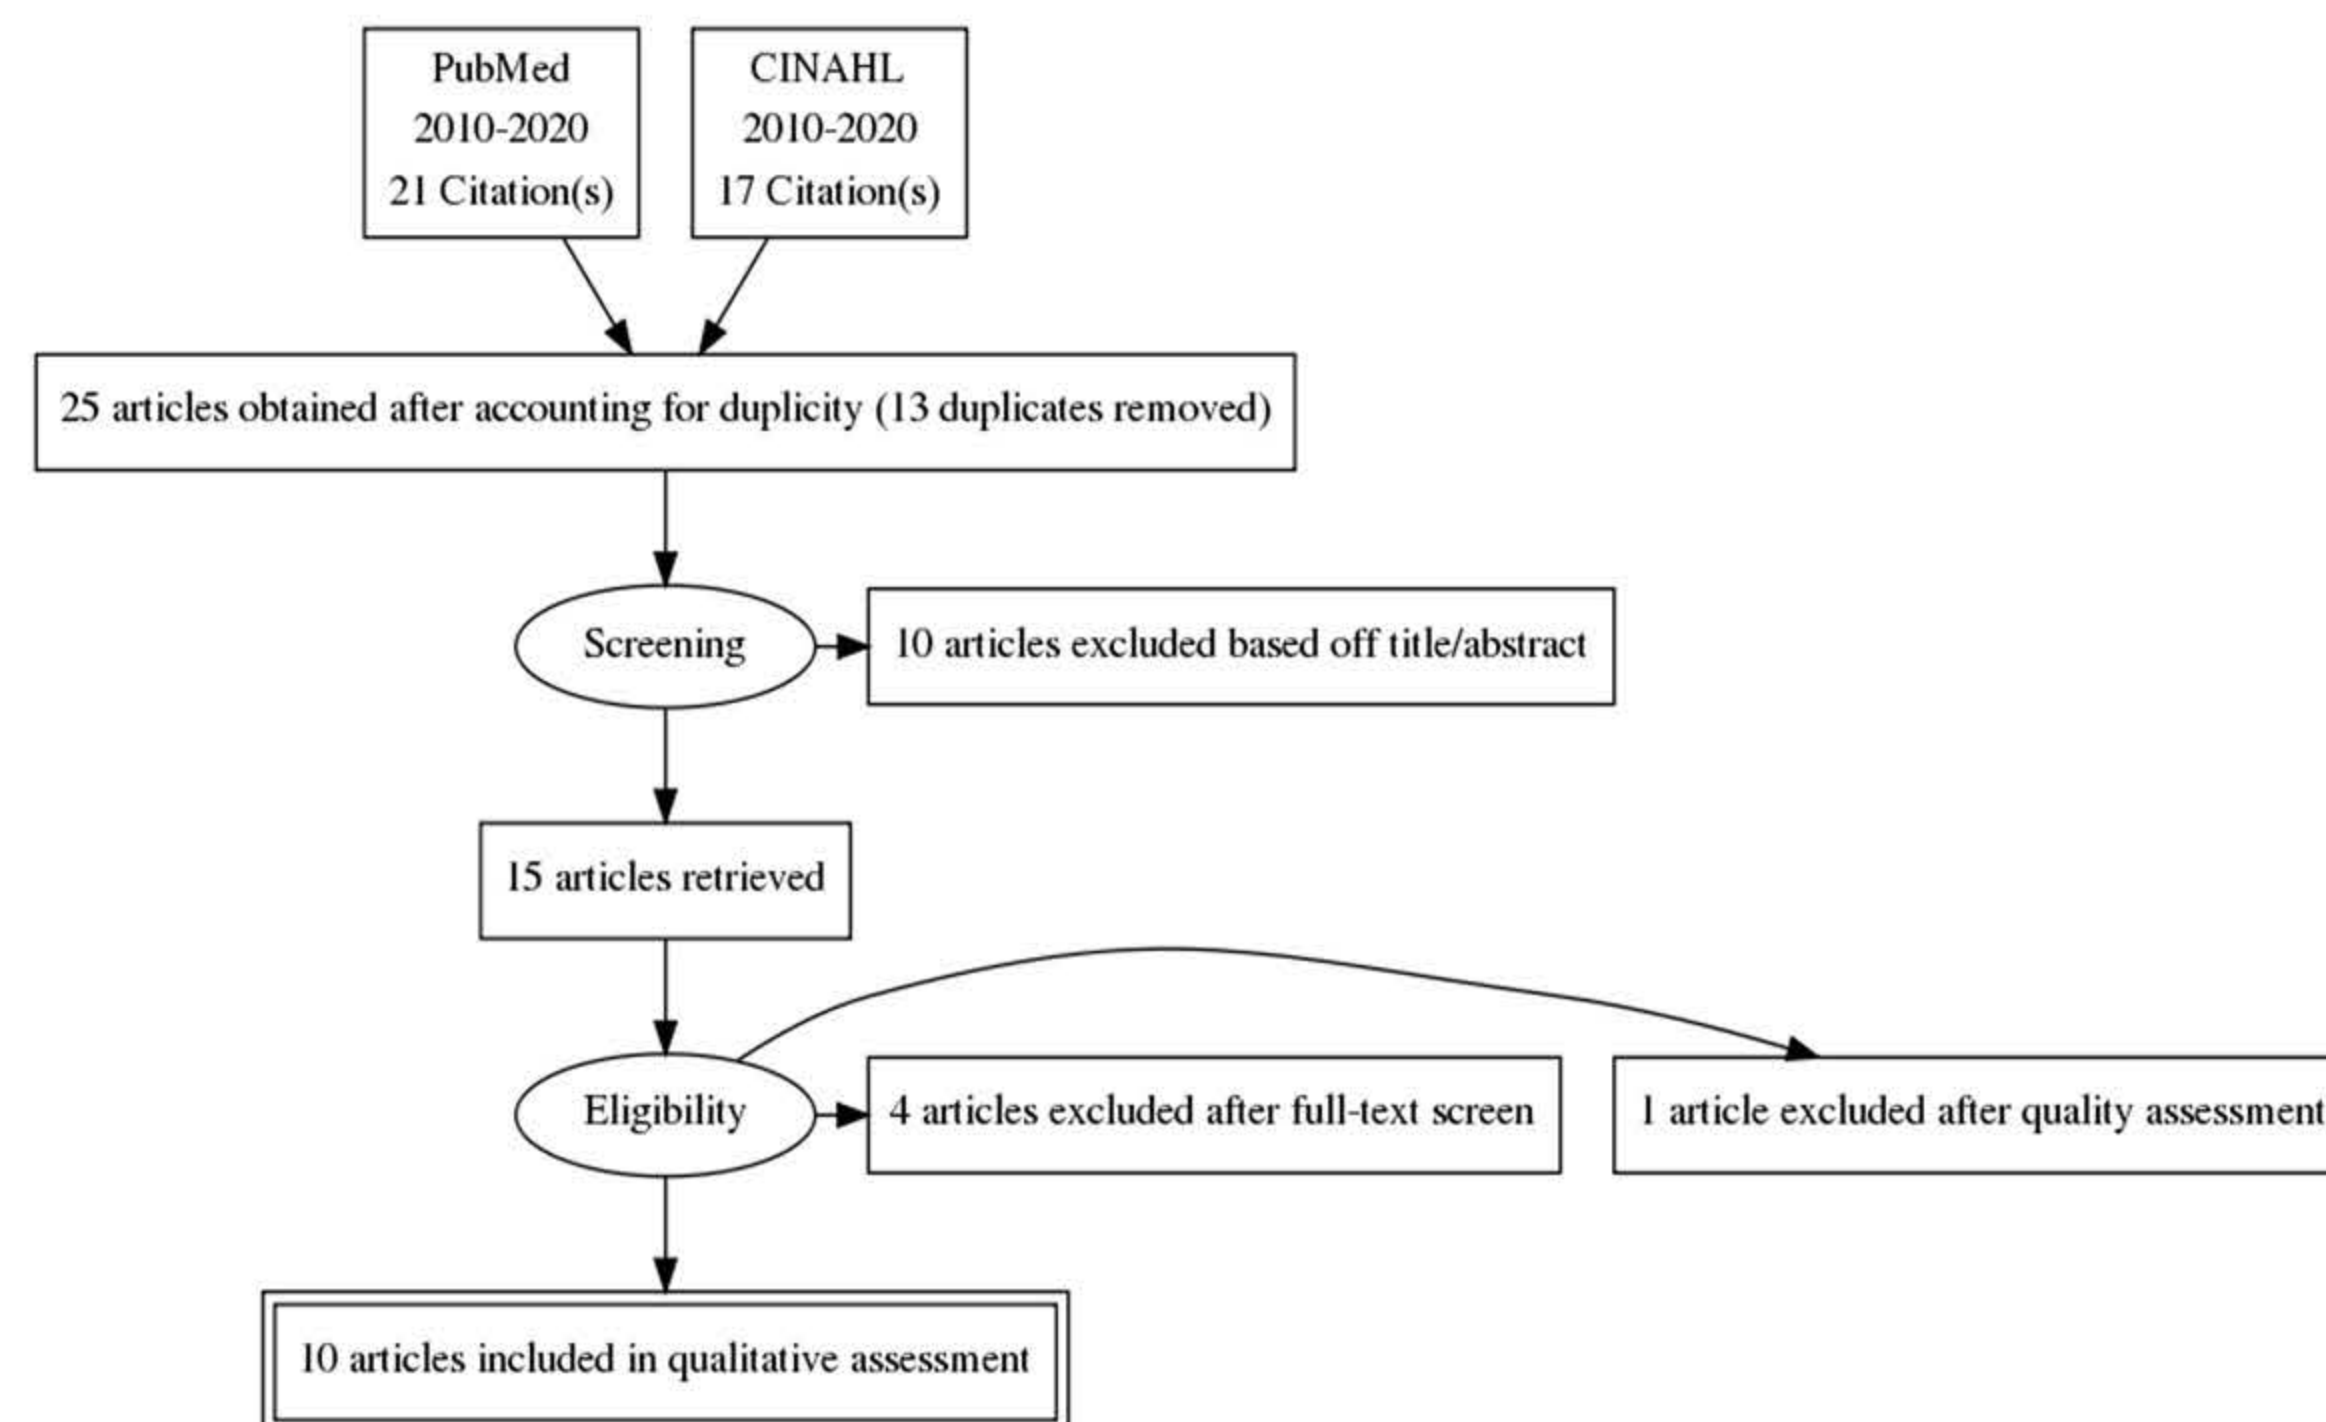 PubMed
2010-2020
21 Citation(s)
CINAHL
2010-2020
17 Citation(s)
25 articles obtained after accounting for duplicity (13 duplicates removed)
Screening
10 articles excluded based off title/abstract
15 articles retrieved
Eligibility
4 articles excluded after full-text screen
1 article excluded after quality assessment
10 articles included in qualitative assessment